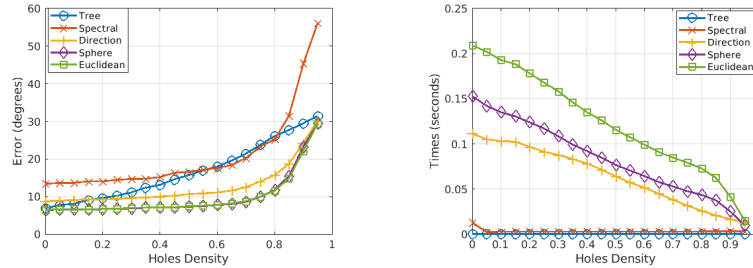 60
50
40
30
20
10
0
Error (degrees)
0 0.2 0.4 0.6 0.8 1
Holes Density
Tree
Spectral
Direction
Sphere
Euclidean
0.25
0.2
0.15
0.1
0.05
0
Times (seconds)
0 0.1 0.2 0.3 0.4 0.5 0.6 0.7 0.8 0.9
Holes Density
Tree
Spectral
Direction
Sphere
Euclidean